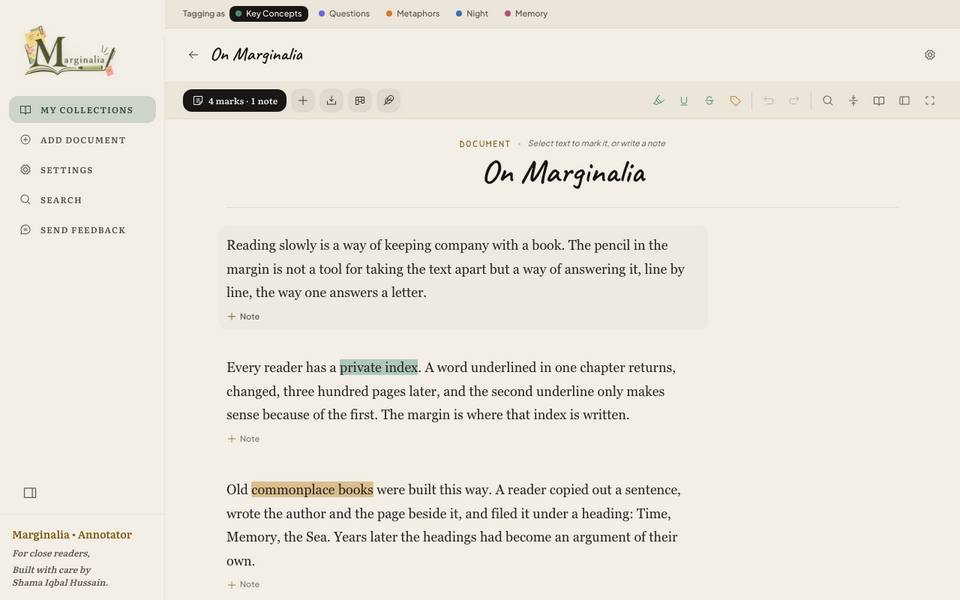 Marginalia
MY COLLECTIONS
ADD DOCUMENT
SETTINGS
SEARCH
SEND FEEDBACK
Marginalia • Annotator
For close readers,
Built with care by
Shama Iqbal Hussain.
Tagging as Key Concepts Questions Metaphors Night Memory
On Marginalia
4 marks · 1 note
DOCUMENT • Select text to mark it, or write a note
On Marginalia
Reading slowly is a way of keeping company with a book. The pencil in the
margin is not a tool for taking the text apart but a way of answering it, line by
line, the way one answers a letter.
+ Note
Every reader has a private index. A word underlined in one chapter returns,
changed, three hundred pages later, and the second underline only makes
sense because of the first. The margin is where that index is written.
+ Note
Old commonplace books were built this way. A reader copied out a sentence,
wrote the author and the page beside it, and filed it under a heading: Time,
Memory, the Sea. Years later the headings had become an argument of their
own.
+ Note